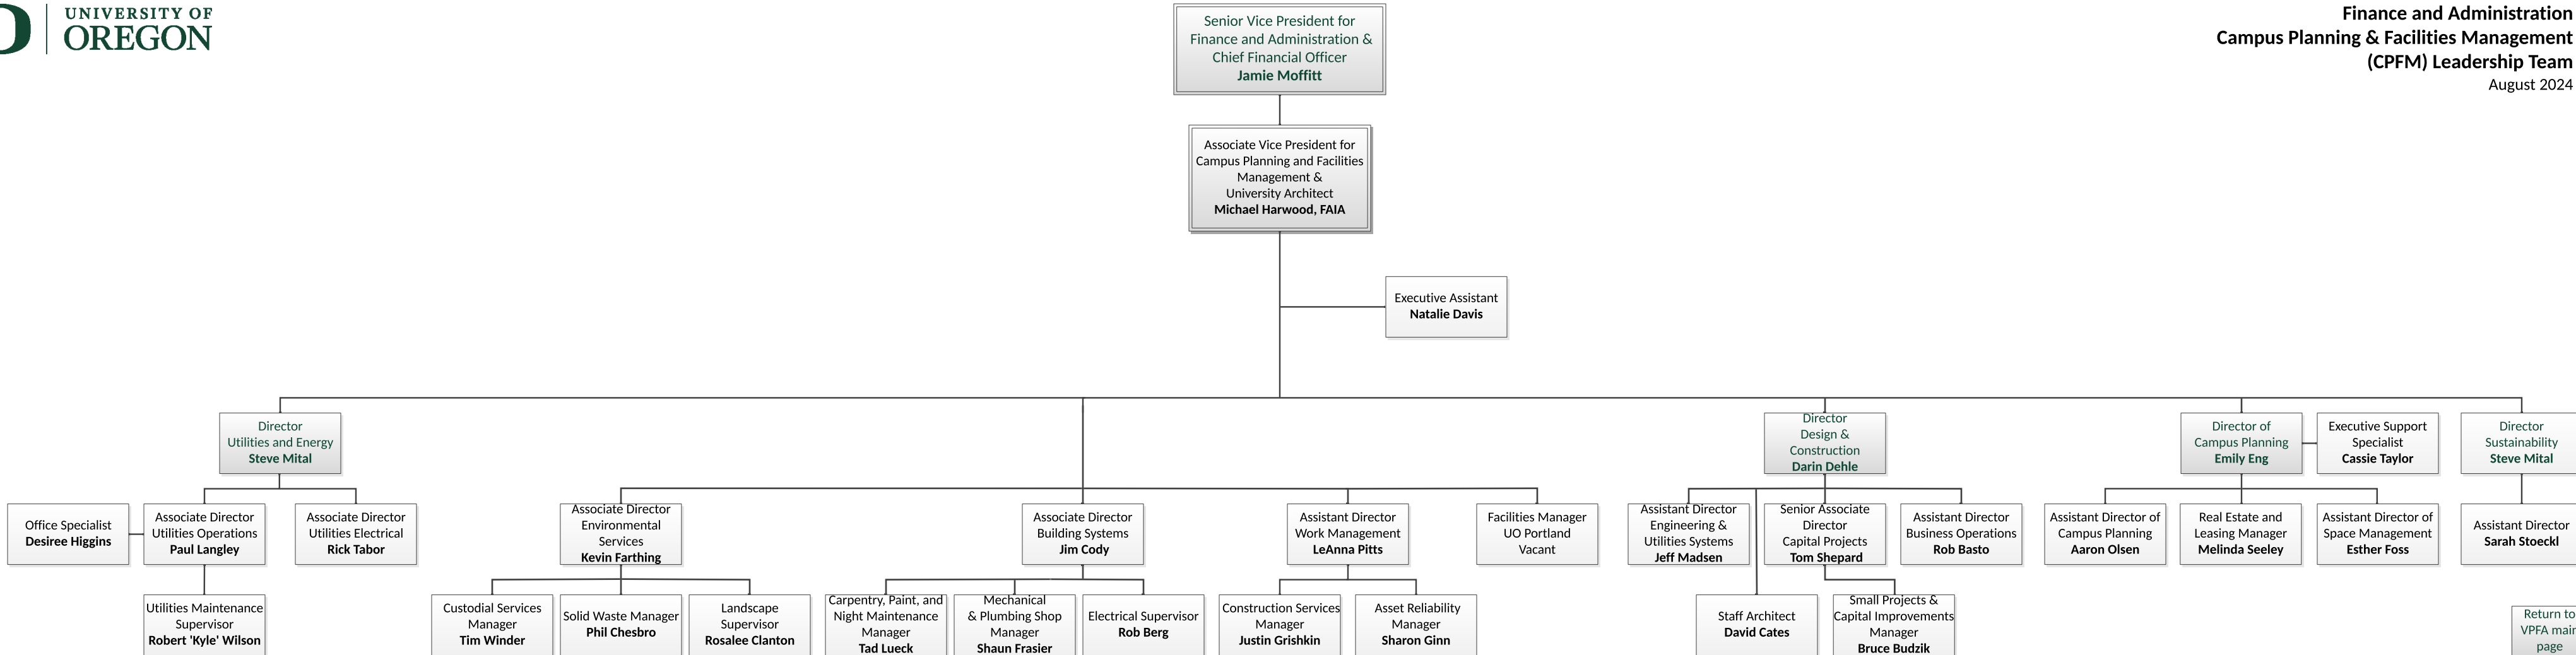 UNIVERSITY OF
OREGON
Finance and Administration
Campus Planning & Facilities Management
(CPFM) Leadership Team
August 2024
Senior Vice President for
Finance and Administration &
Chief Financial Officer
Jamie Moffitt
Associate Vice President for
Campus Planning and Facilities
Management &
University Architect
Michael Harwood, FAIA
Executive Assistant
Natalie Davis
Director
Utilities and Energy
Steve Mital
Director
Design &
Construction
Darin Dehle
Director of
Campus Planning
Emily Eng
Executive Support
Specialist
Cassie Taylor
Director
Sustainability
Steve Mital
Office Specialist
Desiree Higgins
Associate Director
Utilities Operations
Paul Langley
Associate Director
Utilities Electrical
Rick Tabor
Associate Director
Environmental
Services
Kevin Farthing
Associate Director
Building Systems
Jim Cody
Assistant Director
Work Management
LeAnna Pitts
Facilities Manager
UO Portland
Vacant
Assistant Director
Engineering &
Utilities Systems
Jeff Madsen
Senior Associate
Director
Capital Projects
Tom Shepard
Assistant Director
Business Operations
Rob Basto
Assistant Director of
Campus Planning
Aaron Olsen
Real Estate and
Leasing Manager
Melinda Seeley
Assistant Director of
Space Management
Esther Foss
Assistant Director
Sarah Stoeckl
Utilities Maintenance
Supervisor
Robert 'Kyle' Wilson
Custodial Services
Manager
Tim Winder
Solid Waste Manager
Phil Chesbro
Landscape
Supervisor
Rosalee Clanton
Carpentry, Paint, and
Night Maintenance
Manager
Tad Lueck
Mechanical
& Plumbing Shop
Manager
Shaun Frasier
Electrical Supervisor
Rob Berg
Construction Services
Manager
Justin Grishkin
Asset Reliability
Manager
Sharon Ginn
Staff Architect
David Cates
Small Projects &
Capital Improvements
Manager
Bruce Budzik
Return to
VPFA main
page